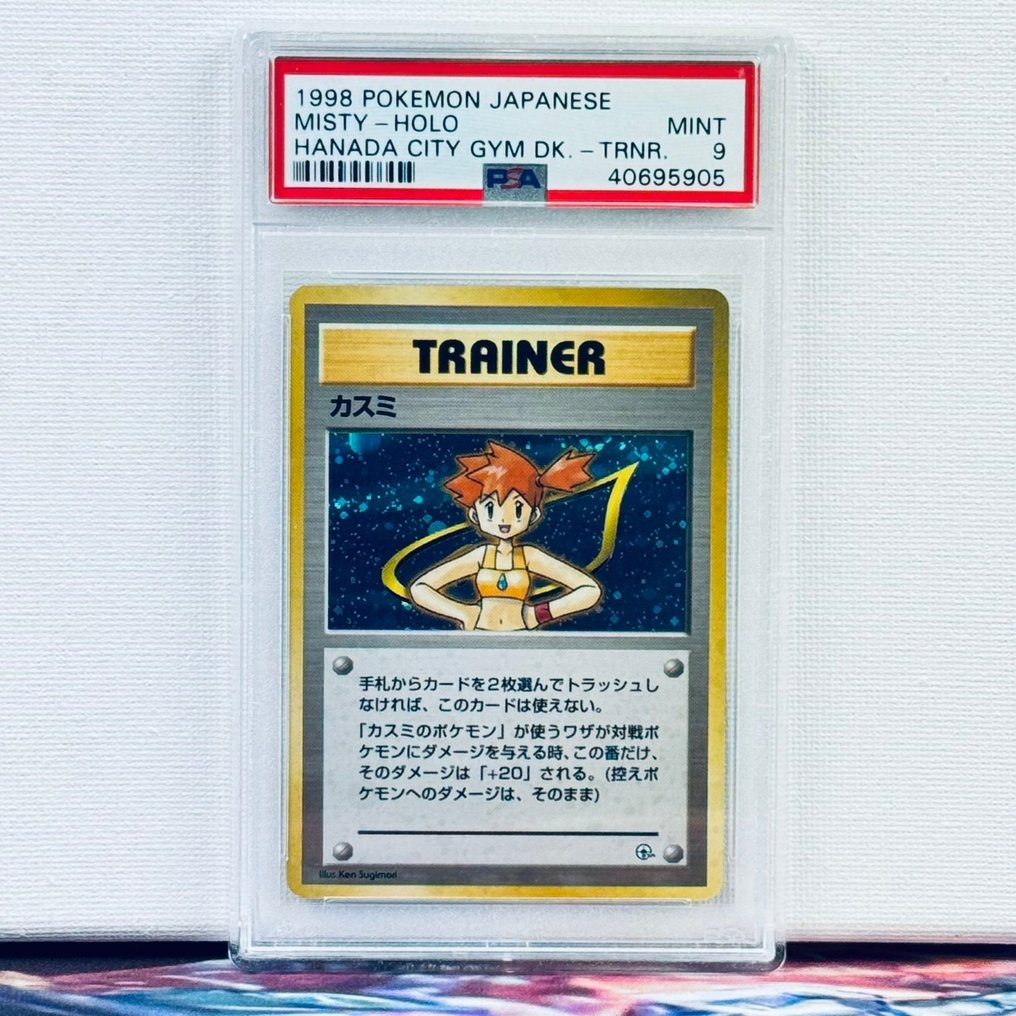 1998 POKEMON JAPANESE
MISTY-HOLO MINT
HANADA CITY GYM DK.-TRNR. 9
PSA 40695905
TRAINER
カスミ
手札からカードを2枚選んでトラッシュし
なければ、このカードは使えない。
「カスミのポケモン」が使うワザが対戦ポ
ケモンにダメージを与える時、この番だけ、
そのダメージは「+20」される。(控えポ
ケモンへのダメージは、そのまま)
Illus. Ken Sugimori